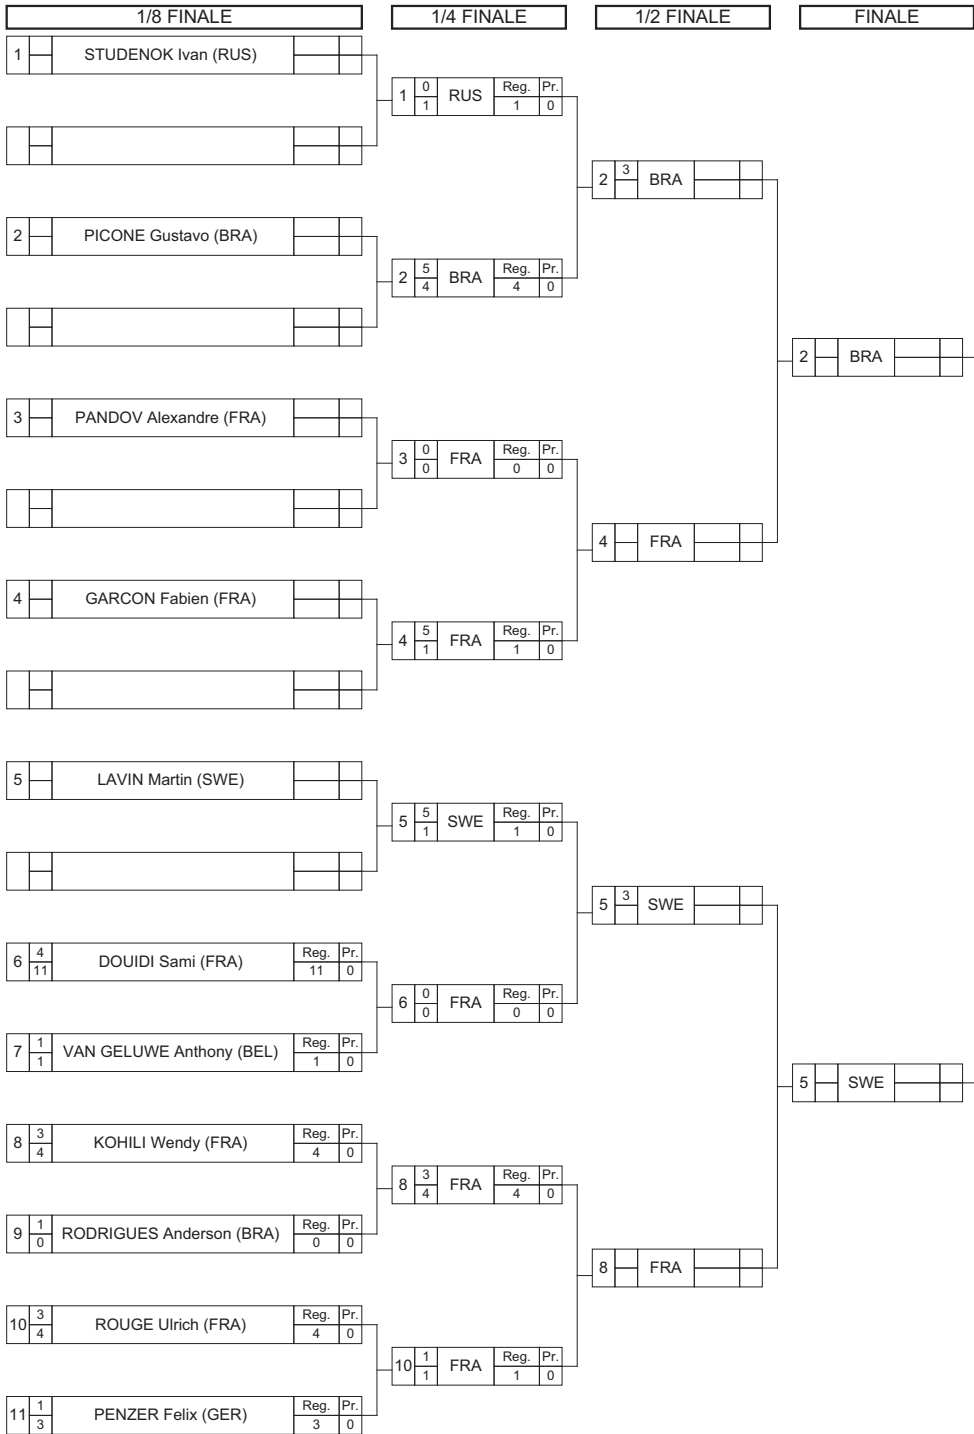 1/8 FINALE 1/4 FINALE 1/2 FINALE FINALE
1 STUDENOK Ivan (RUS)
1 0 1 RUS Reg. Pr. 1 0
2 3 BRA
2 PICONE Gustavo (BRA)
2 5 4 BRA Reg. Pr. 4 0
2 BRA
3 PANDOV Alexandre (FRA)
3 0 0 FRA Reg. Pr. 0 0
4 FRA
4 GARCON Fabien (FRA)
4 5 1 FRA Reg. Pr. 1 0
5 LAVIN Martin (SWE)
5 5 1 SWE Reg. Pr. 1 0
5 3 SWE
6 4 11 DOUIDI Sami (FRA) Reg. Pr. 11 0
6 0 0 FRA Reg. Pr. 0 0
7 1 1 VAN GELUWE Anthony (BEL) Reg. Pr. 1 0
5 SWE
8 3 4 KOHILI Wendy (FRA) Reg. Pr. 4 0
8 3 4 FRA Reg. Pr. 4 0
9 1 0 RODRIGUES Anderson (BRA) Reg. Pr. 0 0
8 FRA
10 3 4 ROUGE Ulrich (FRA) Reg. Pr. 4 0
10 1 1 FRA Reg. Pr. 1 0
11 1 3 PENZER Felix (GER) Reg. Pr. 3 0